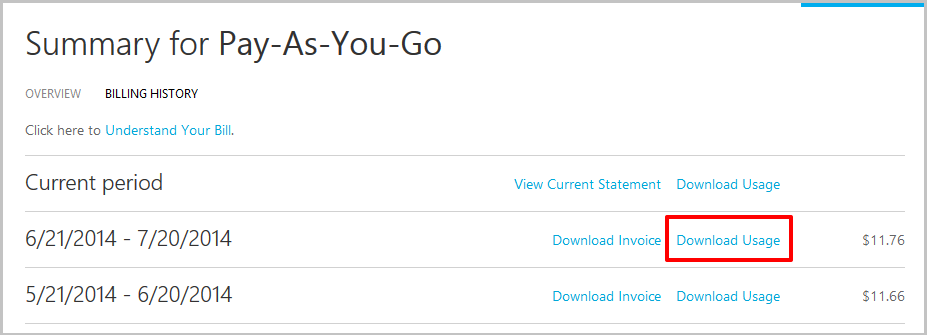 Summary for Pay-As-You-Go
OVERVIEW BILLING HISTORY
Click here to Understand Your Bill.
Current period View Current Statement Download Usage
6/21/2014 - 7/20/2014 Download Invoice Download Usage $11.76
5/21/2014 - 6/20/2014 Download Invoice Download Usage $11.66